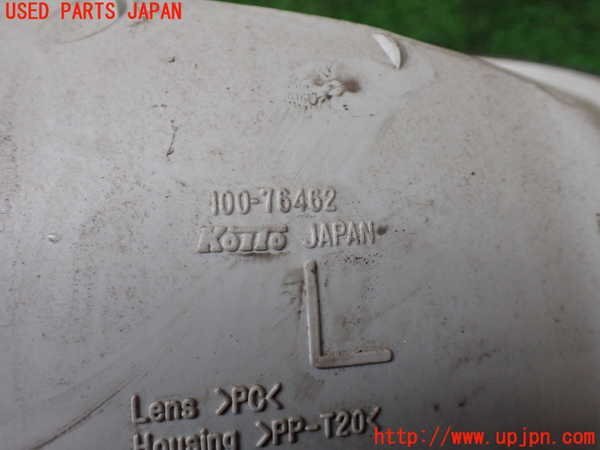 USED PARTS JAPAN
100-76462
KOITO JAPAN
L
Lens >PC<
Housing >PP-T20<
http://www.upjpn.com